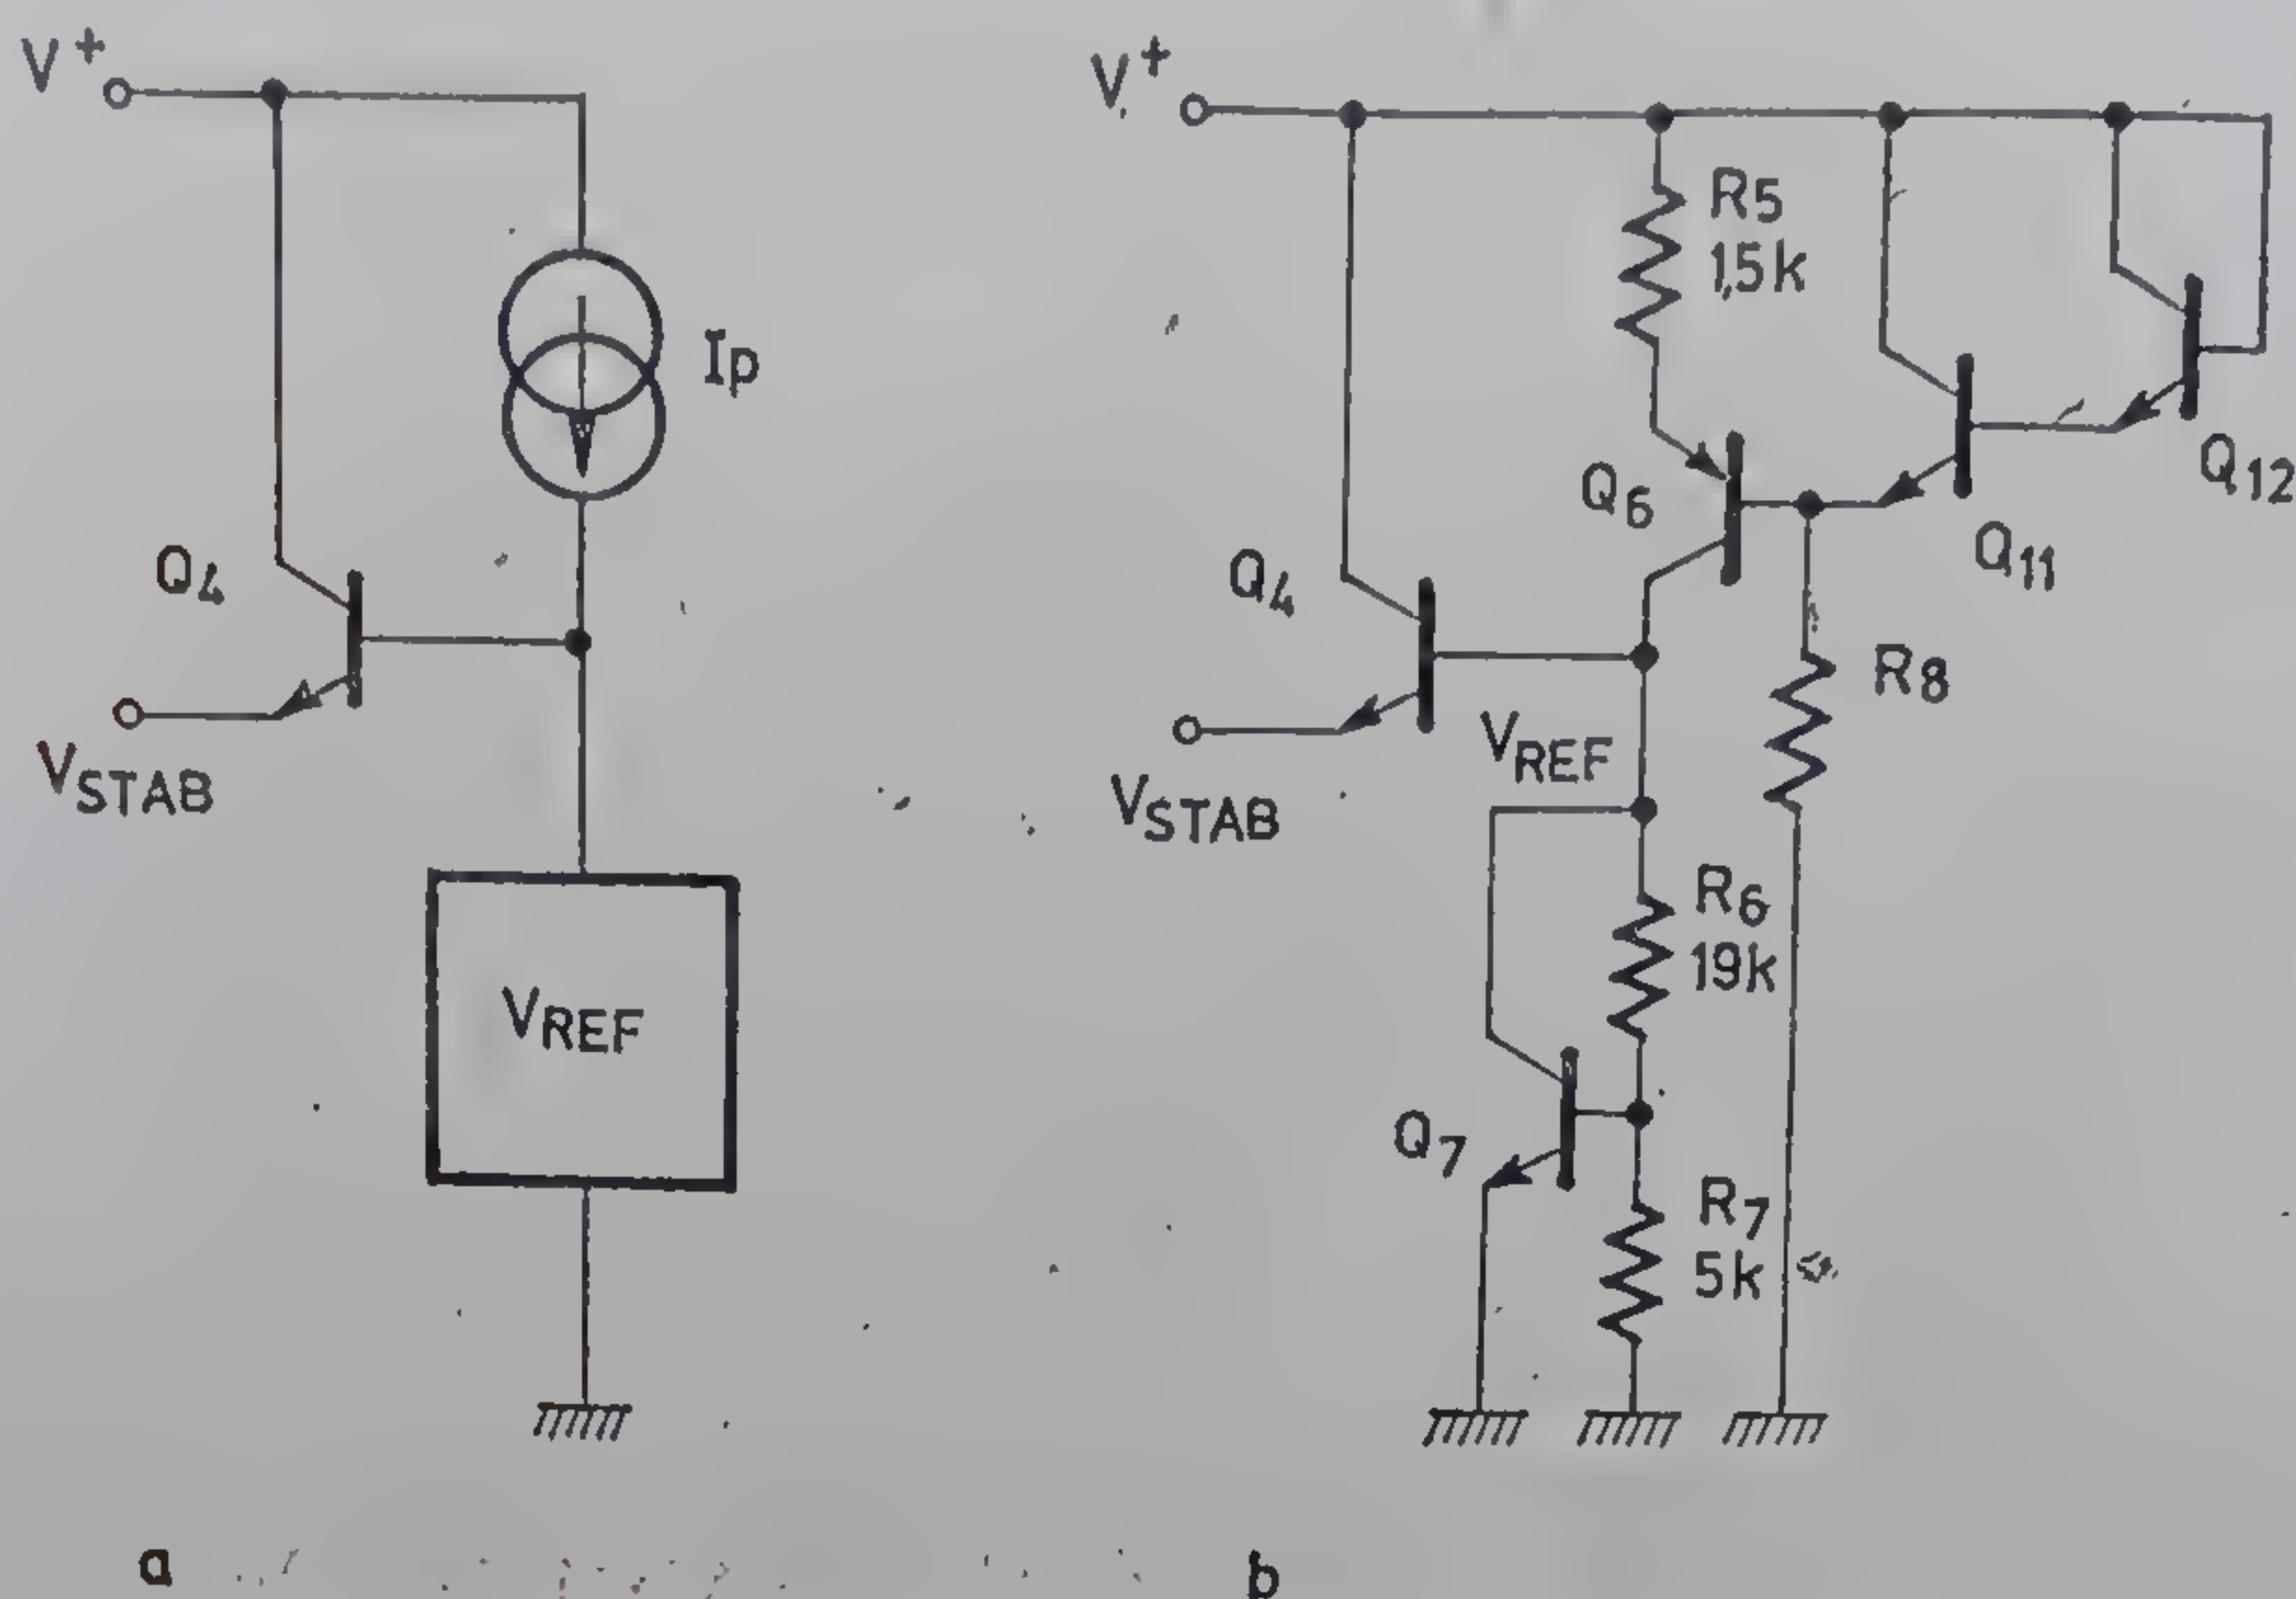 V+
Ip
Q4
VSTAB
VREF
a
V+
R5
1,5k
Q6
Q12
Q11
Q4
R8
VREF
VSTAB
R6
19k
Q7
R7
5k
b